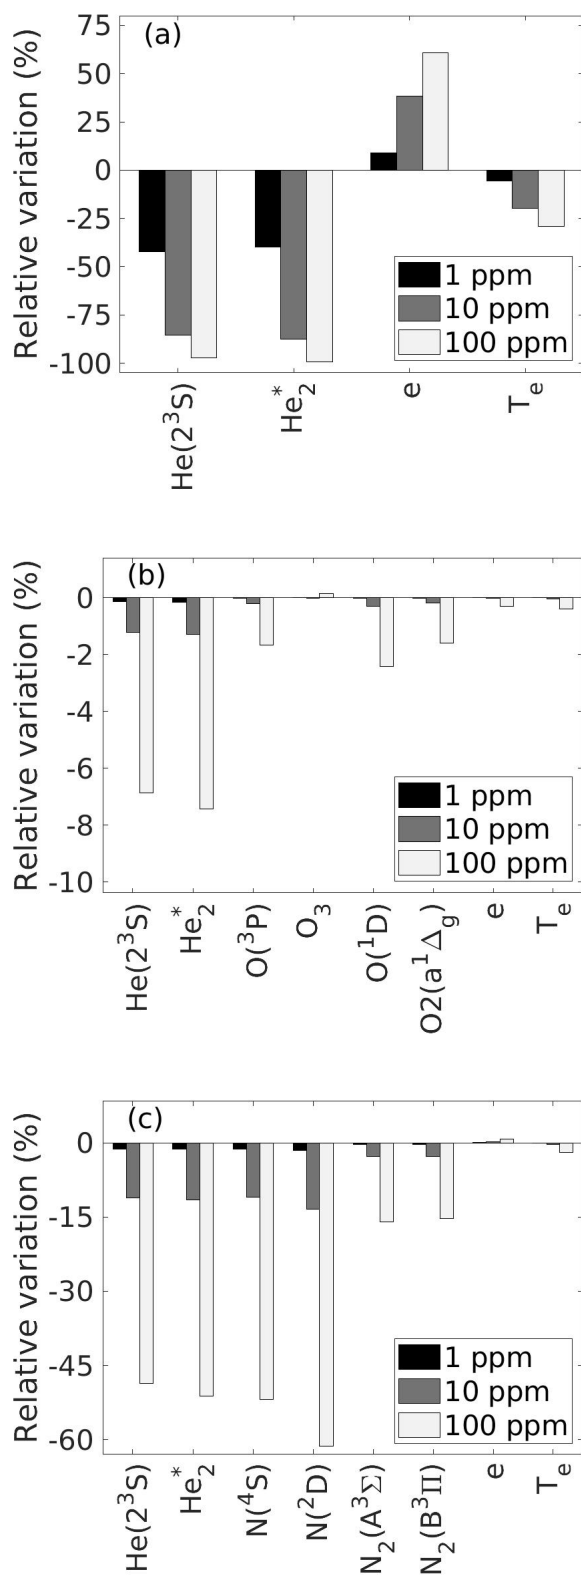 (a)
Relative variation (%)
75
50
25
0
-25
-50
-75
-100
1 ppm
10 ppm
100 ppm
He(2³S)
He₂*
e
Tₑ
(b)
Relative variation (%)
0
-2
-4
-6
-8
-10
1 ppm
10 ppm
100 ppm
He(2³S)
He₂*
O(³P)
O₃
O(¹D)
O2(a¹Δg)
e
Tₑ
(c)
Relative variation (%)
0
-15
-30
-45
-60
1 ppm
10 ppm
100 ppm
He(2³S)
He₂*
N(⁴S)
N(²D)
N₂(A³Σ)
N₂(B³Π)
e
Tₑ